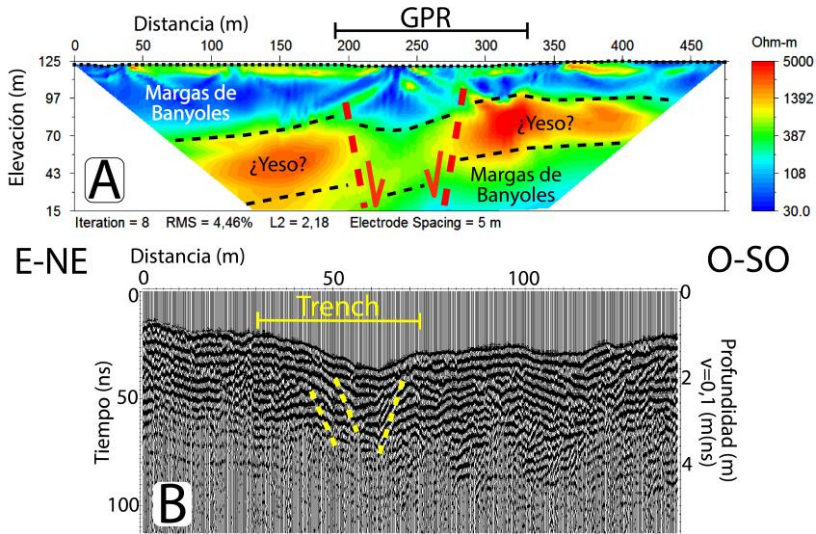 Distancia (m)
GPR
0 50 100 150 200 250 300 350 400 450
Elevación (m)
125
97
70
43
15
Margas de
Banyoles
¿Yeso?
¿Yeso?
Margas de
Banyoles
A
Ohm-m
5000
1392
387
108
30.0
Iteration = 8 RMS = 4,46% L2 = 2,18 Electrode Spacing = 5 m
E-NE
Distancia (m)
O-SO
0 50 100
Trench
Tiempo (ns)
0
50
100
0
2
4
Profundidad (m)
v=0,1 (m(ns)
B